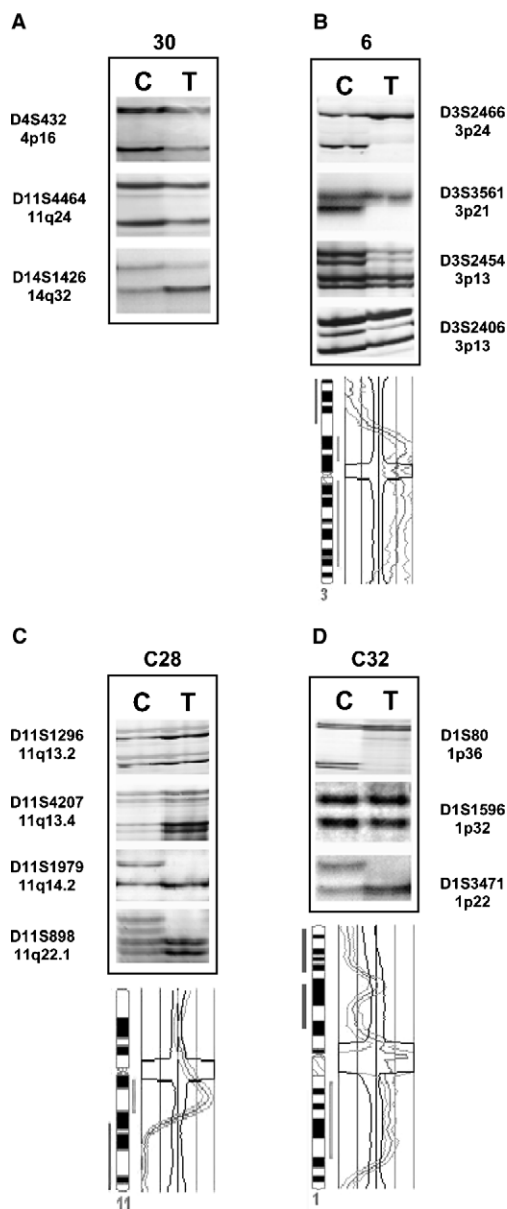 A
30
C T
D4S432
4p16
D11S4464
11q24
D14S1426
14q32
B
6
C T
D3S2466
3p24
D3S3561
3p21
D3S2454
3p13
D3S2406
3p13
3
C
C28
C T
D11S1296
11q13.2
D11S4207
11q13.4
D11S1979
11q14.2
D11S898
11q22.1
11
D
C32
C T
D1S80
1p36
D1S1596
1p32
D1S3471
1p22
1